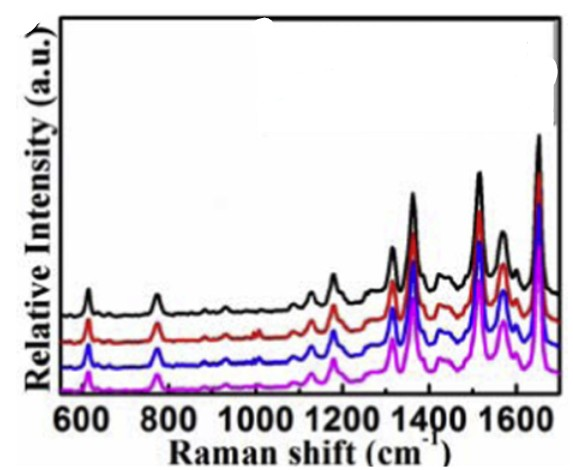 Relative Intensity (a.u.)
600 800 1000 1200 1400 1600
Raman shift (cm⁻¹)